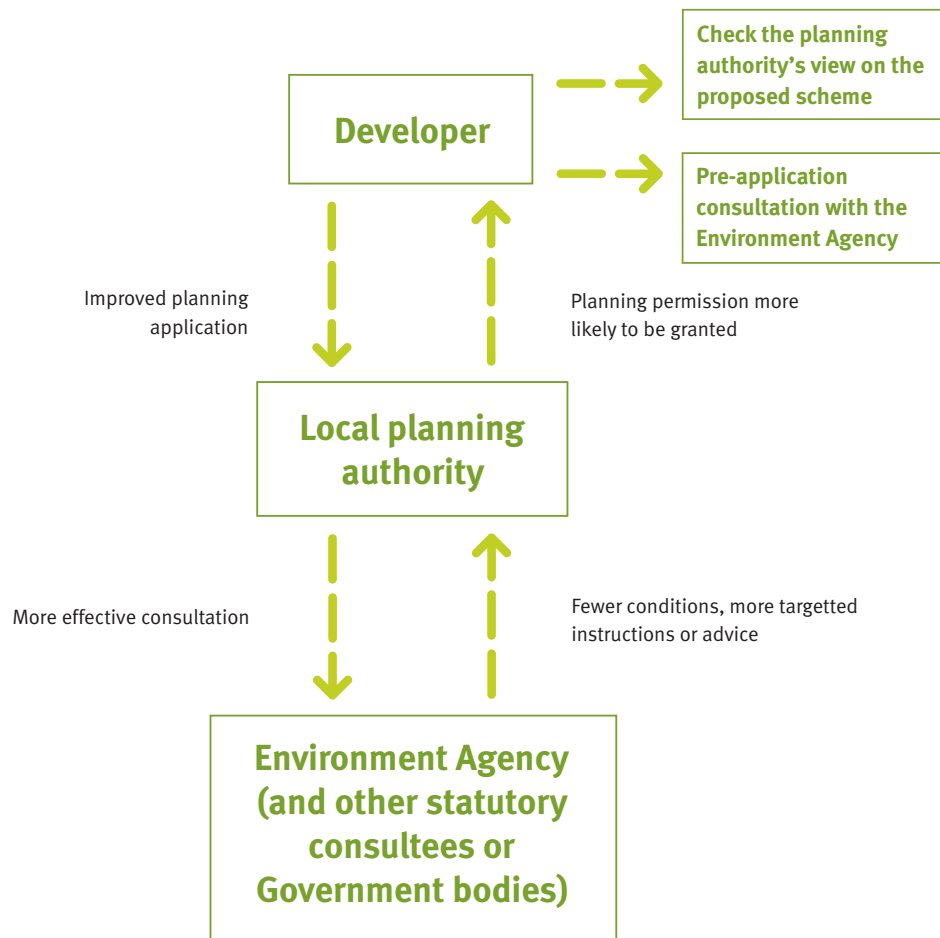 Check the planning
authority’s view on the
proposed scheme
Developer
Pre-application
consultation with the
Environment Agency
Improved planning
application
Planning permission more
likely to be granted
Local planning
authority
More effective consultation
Fewer conditions, more targetted
instructions or advice
Environment Agency
(and other statutory
consultees or
Government bodies)